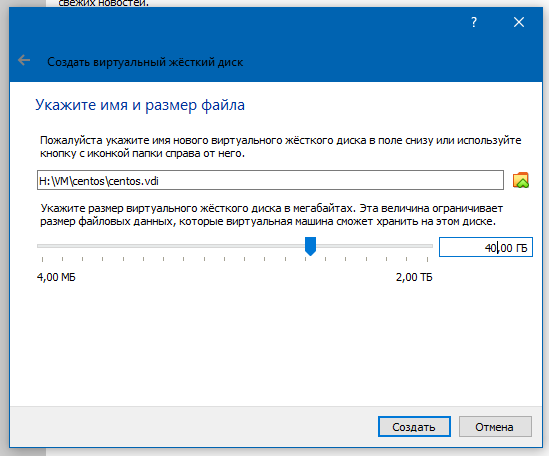 свежих новостей.
?
Создать виртуальный жёсткий диск
Укажите имя и размер файла
Пожалуйста укажите имя нового виртуального жёсткого диска в поле снизу или используйте
кнопку с иконкой папки справа от него.
H:\VM\centos\centos.vdi
Укажите размер виртуального жёсткого диска в мегабайтах. Эта величина ограничивает
размер файловых данных, которые виртуальная машина сможет хранить на этом диске.
40,00 ГБ
4,00 МБ 2,00 ТБ
Создать Отмена